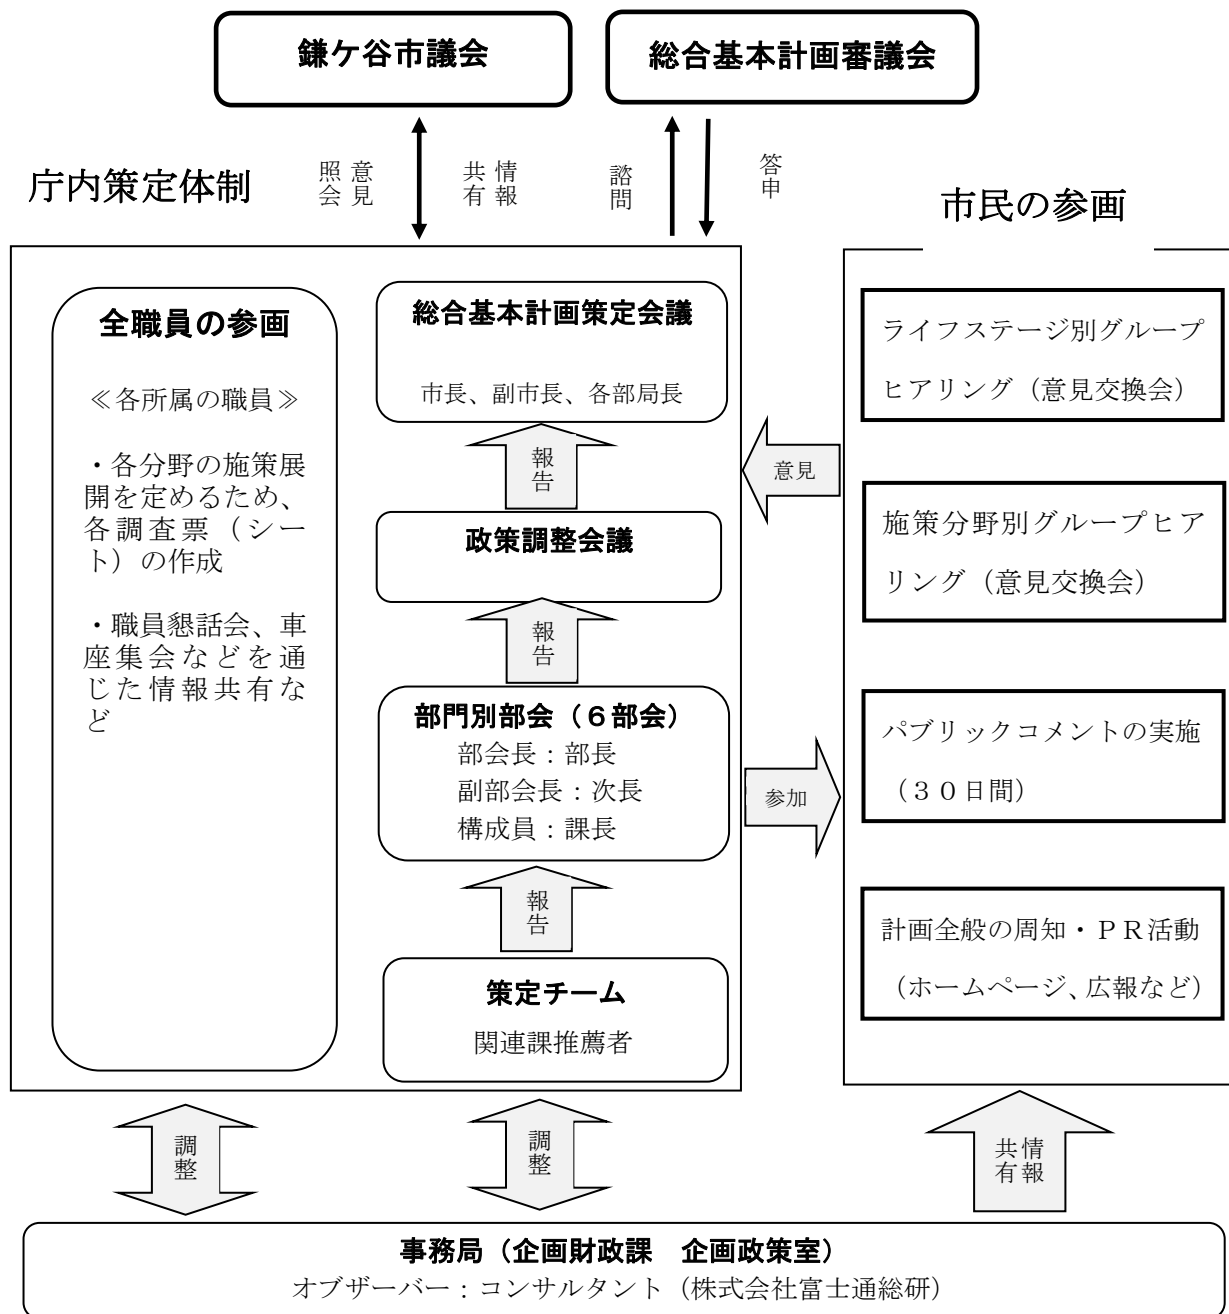 鎌ケ谷市議会
総合基本計画審議会
意見
照会
情報
共有
諮問
答申
庁内策定体制
市民の参画
全職員の参画
≪各所属の職員≫
・各分野の施策展
開を定めるため、
各調査票（シー
ト）の作成
・職員懇話会、車
座集会などを通
じた情報共有な
ど
総合基本計画策定会議
市長、副市長、各部局長
報告
政策調整会議
報告
部門別部会（６部会）
部会長：部長
副部会長：次長
構成員：課長
報告
策定チーム
関連課推薦者
意見
参加
ライフステージ別グループ
ヒアリング（意見交換会）
施策分野別グループヒア
リング（意見交換会）
パブリックコメントの実施
（３０日間）
計画全般の周知・ＰＲ活動
（ホームページ、広報など）
調整
調整
情報
共有
事務局（企画財政課　企画政策室）
オブザーバー：コンサルタント（株式会社富士通総研）